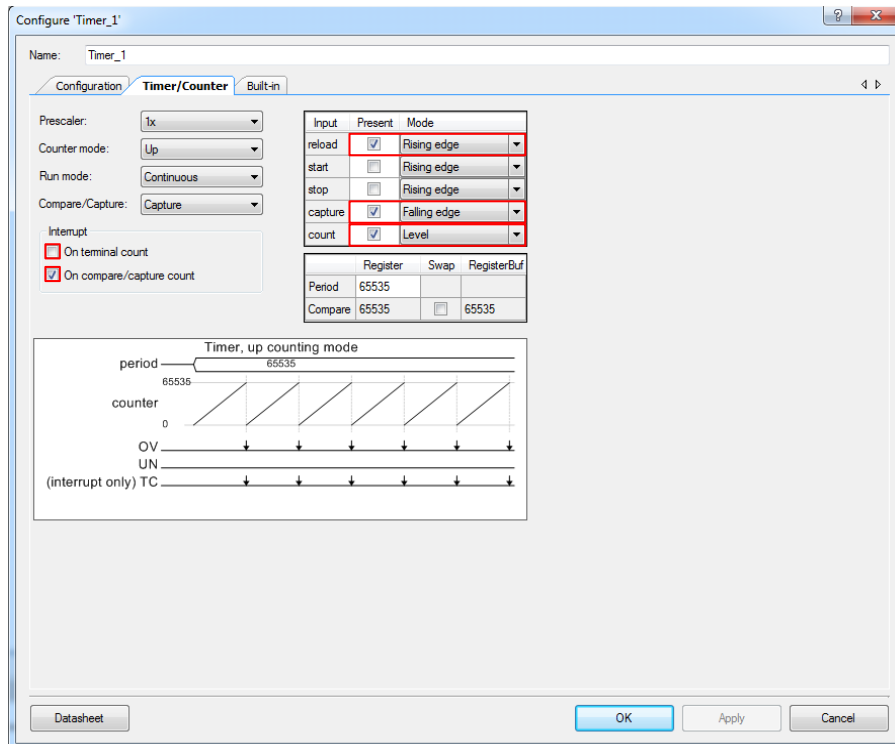 Configure 'Timer_1'
Name: Timer_1
Configuration Timer/Counter Built-in
Prescaler: 1x
Counter mode: Up
Run mode: Continuous
Compare/Capture: Capture
Interrupt
On terminal count
On compare/capture count
Input Present Mode
reload Rising edge
start Rising edge
stop Rising edge
capture Falling edge
count Level
Register Swap RegisterBuf
Period 65535
Compare 65535 65535
Timer, up counting mode
period 65535
65535
counter
0
OV
UN
(interrupt only) TC
Datasheet OK Apply Cancel